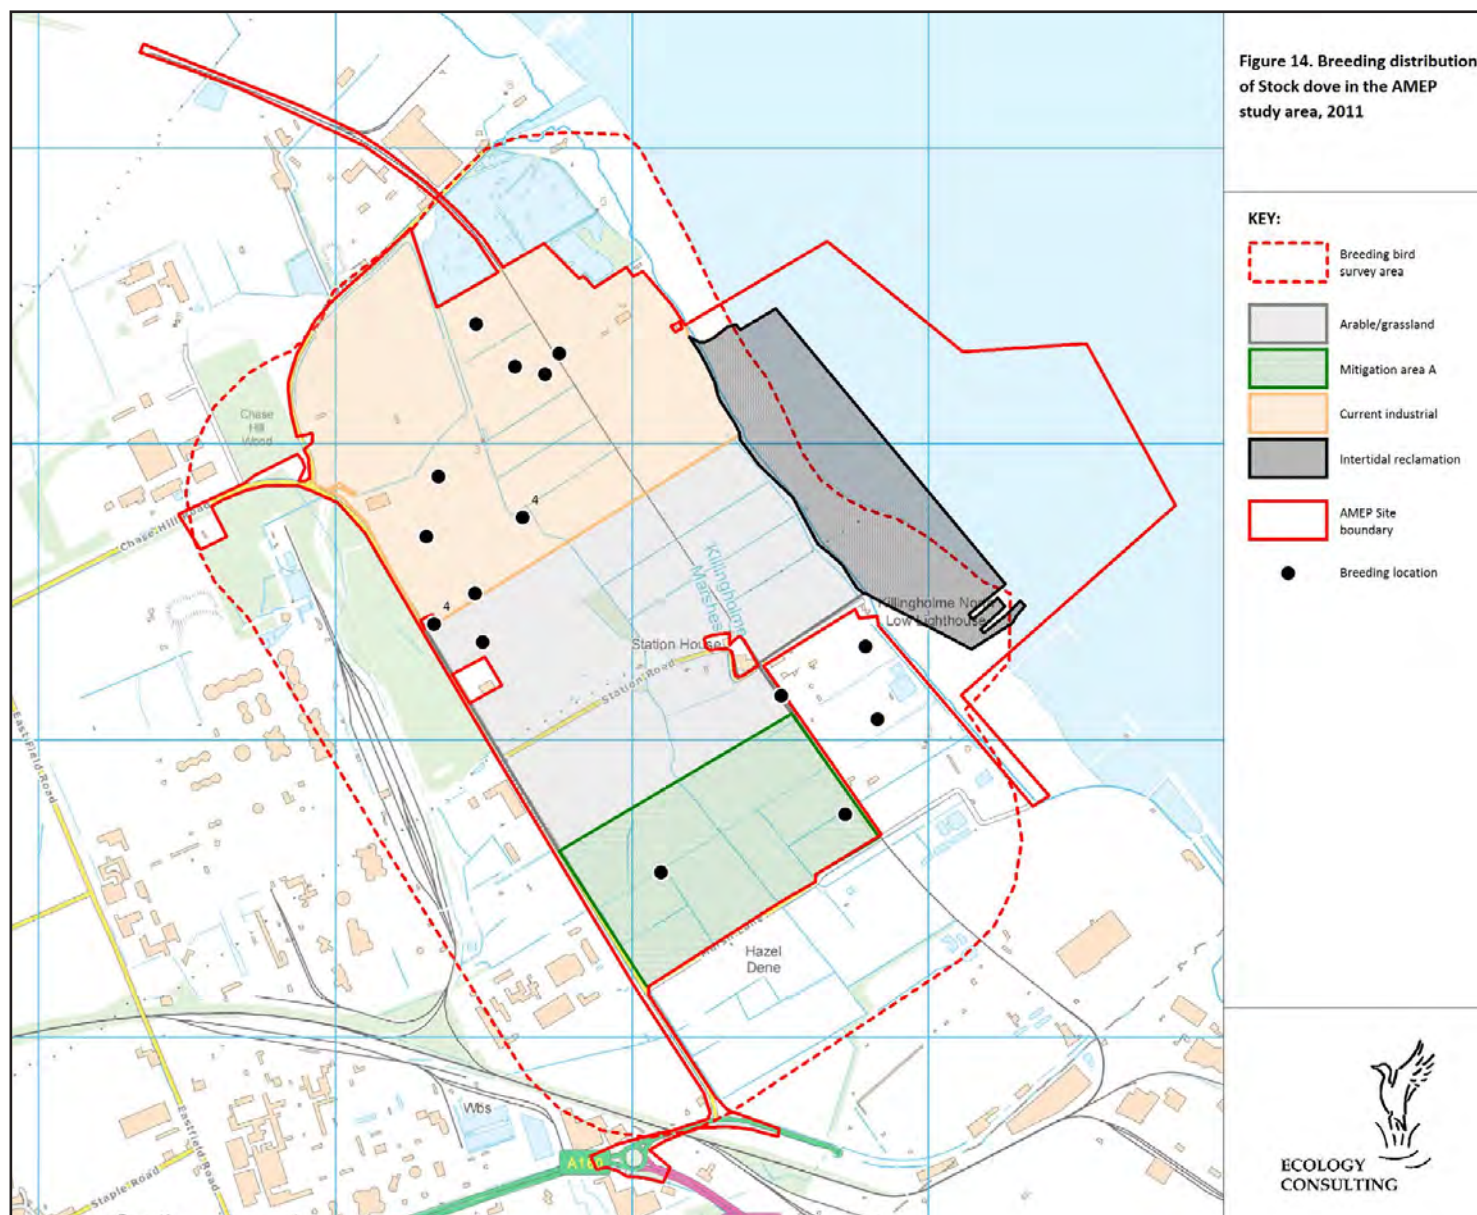 Figure 14. Breeding distribution
of Stock dove in the AMEP
study area, 2011
KEY:
Breeding bird
survey area
Arable/grassland
Mitigation area A
Current industrial
Intertidal reclamation
AMEP Site
boundary
Breeding location
Chase
Hill
Wood
Chase Hill Road
4
4
Killingholme
Marshes
Killingholme North
Low Lighthouse
Station House
Station Road
East Field Road
Hazel
Dene
Wks
Eastfield Road
Staple Road
ECOLOGY
CONSULTING